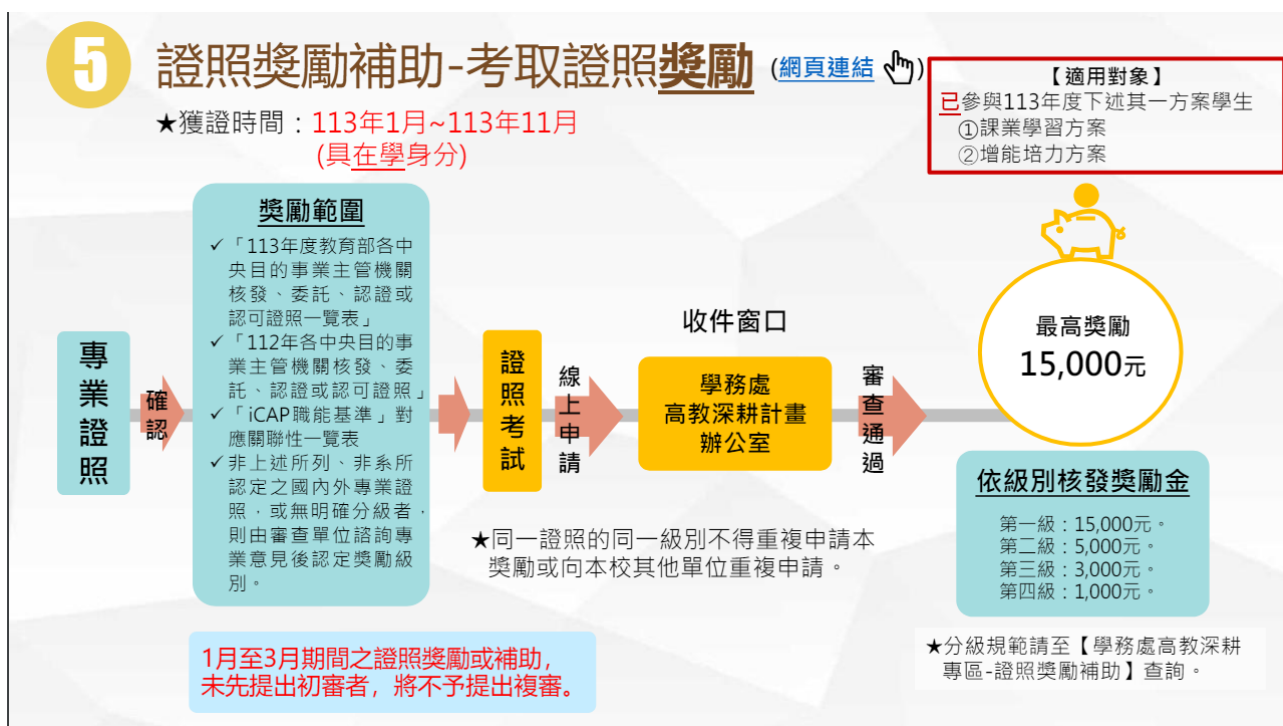 5
證照獎勵補助-考取證照獎勵 (網頁連結)
★獲證時間：113年1月~113年11月
(具在學身分)
【適用對象】
已參與113年度下述其一方案學生
①課業學習方案
②增能培力方案
專業證照
確認
獎勵範圍
✓「113年度教育部各中
央目的事業主管機關
核發、委託、認證或
認可證照一覽表」
✓「112年各中央目的事
業主管機關核發、委
託、認證或認可證照」
✓「iCAP職能基準」對
應關聯性一覽表
✓非上述所列、非系所
認定之國內外專業證
照，或無明確分級者，
則由審查單位諮詢專
業意見後認定獎勵級
別。
證照考試
線上申請
收件窗口
學務處
高教深耕計畫
辦公室
審查通過
最高獎勵
15,000元
依級別核發獎勵金
第一級：15,000元。
第二級：5,000元。
第三級：3,000元。
第四級：1,000元。
★同一證照的同一級別不得重複申請本
獎勵或向本校其他單位重複申請。
★分級規範請至【學務處高教深耕
專區-證照獎勵補助】查詢。
1月至3月期間之證照獎勵或補助，
未先提出初審者，將不予提出複審。